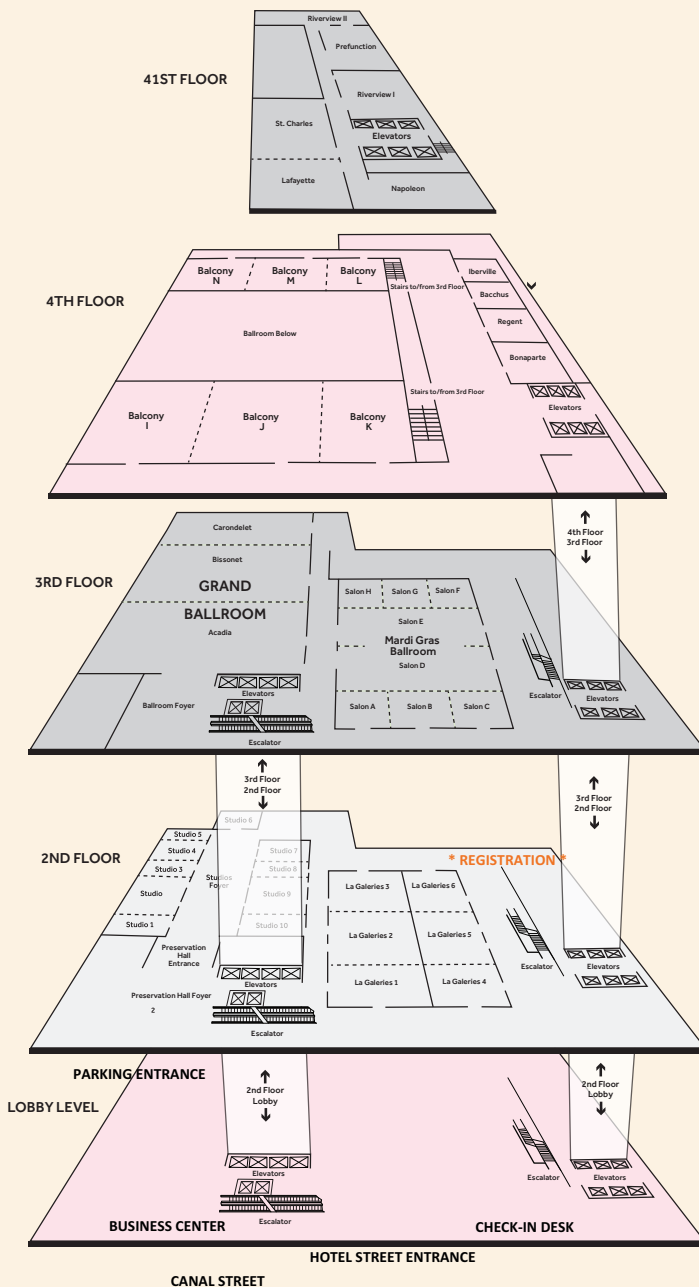 Riverview II
Prefunction
41ST FLOOR
Riverview I
St. Charles
Elevators
Lafayette
Napoleon
4TH FLOOR
Balcony
N
Balcony
M
Balcony
L
Stairs to/from 3rd Floor
Iberville
Bacchus
Regent
Bonaparte
Ballroom Below
Balcony
I
Balcony
J
Balcony
K
Stairs to/from 3rd Floor
Elevators
4th Floor
3rd Floor
3RD FLOOR
Carondelet
Bissonet
GRAND
BALLROOM
Acadia
Ballroom Foyer
Elevators
Escalator
Salon H
Salon G
Salon F
Salon E
Mardi Gras
Ballroom
Salon D
Salon A
Salon B
Salon C
Escalator
Elevators
3rd Floor
2nd Floor
3rd Floor
2nd Floor
2ND FLOOR
Studio 6
Studio 5
Studio 4
Studio 3
Studio
Studio 1
Studios
Foyer
Studio 7
Studio 8
Studio 9
Studio 10
Preservation
Hall
Entrance
Preservation Hall Foyer
2
Elevators
Escalator
* REGISTRATION *
La Galeries 3
La Galeries 6
La Galeries 2
La Galeries 5
La Galeries 1
La Galeries 4
Escalator
Elevators
PARKING ENTRANCE
LOBBY LEVEL
2nd Floor
Lobby
2nd Floor
Lobby
Elevators
Escalator
Escalator
Elevators
BUSINESS CENTER
CHECK-IN DESK
HOTEL STREET ENTRANCE
CANAL STREET